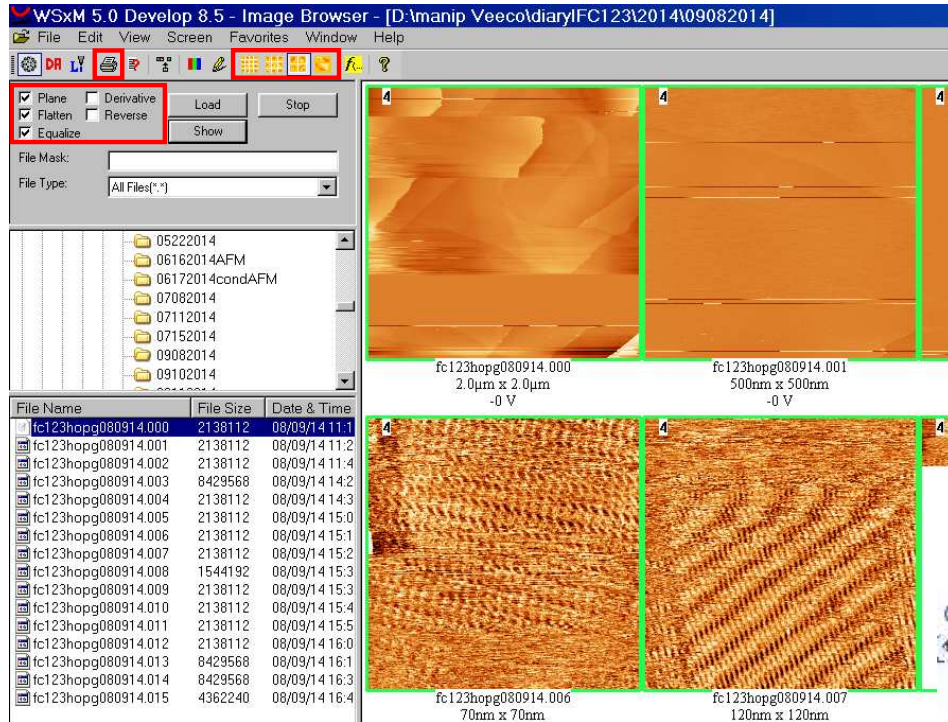 WSxM 5.0 Develop 8.5 - Image Browser - [D:\manip Veeco\diaryIFC123\2014\09082014]
File Edit View Screen Favorites Window Help
Plane Derivative Load Stop
Flatten Reverse
Equalize Show
File Mask:
File Type: All Files(*.*)
05222014
06162014AFM
06172014condAFM
07082014
07112014
07152014
09082014
09102014
File Name File Size Date & Time
fc123hopg080914.000 2138112 08/09/14 11:1
fc123hopg080914.001 2138112 08/09/14 11:2
fc123hopg080914.002 2138112 08/09/14 11:4
fc123hopg080914.003 8429568 08/09/14 14:2
fc123hopg080914.004 2138112 08/09/14 14:3
fc123hopg080914.005 2138112 08/09/14 15:0
fc123hopg080914.006 2138112 08/09/14 15:1
fc123hopg080914.007 2138112 08/09/14 15:2
fc123hopg080914.008 1544192 08/09/14 15:3
fc123hopg080914.009 2138112 08/09/14 15:3
fc123hopg080914.010 2138112 08/09/14 15:4
fc123hopg080914.011 2138112 08/09/14 15:5
fc123hopg080914.012 2138112 08/09/14 16:0
fc123hopg080914.013 8429568 08/09/14 16:1
fc123hopg080914.014 8429568 08/09/14 16:3
fc123hopg080914.015 4362240 08/09/14 16:4
4 4 4
fc123hopg080914.000 fc123hopg080914.001
2.0µm x 2.0µm 500nm x 500nm
-0 V -0 V
4 4 4
fc123hopg080914.006 fc123hopg080914.007
70nm x 70nm 120nm x 120nm